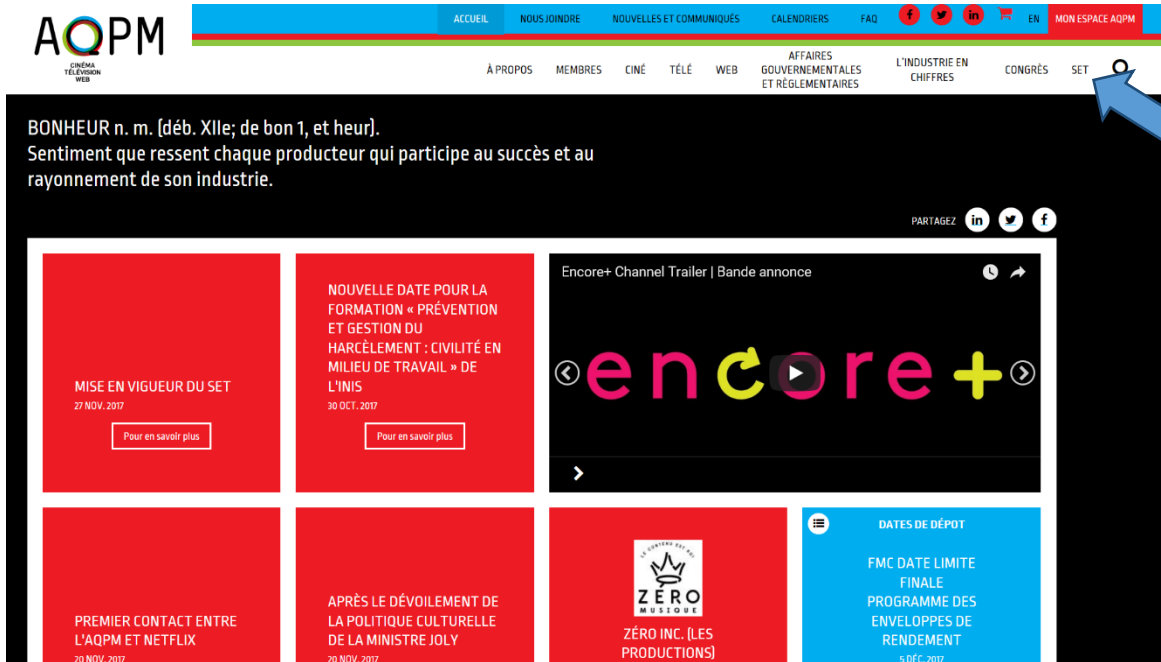 AQPM
CINÉMA
TÉLÉVISION
WEB
ACCUEIL NOUS JOINDRE NOUVELLES ET COMMUNIQUÉS CALENDRIERS FAQ EN MON ESPACE AQPM
À PROPOS MEMBRES CINÉ TÉLÉ WEB AFFAIRES GOUVERNEMENTALES ET RÈGLEMENTAIRES L'INDUSTRIE EN CHIFFRES CONGRÈS SET
BONHEUR n. m. (déb. XIIe; de bon 1, et heur).
Sentiment que ressent chaque producteur qui participe au succès et au
rayonnement de son industrie.
PARTAGEZ
MISE EN VIGUEUR DU SET
27 NOV. 2017
Pour en savoir plus
NOUVELLE DATE POUR LA
FORMATION « PRÉVENTION
ET GESTION DU
HARCÈLEMENT : CIVILITÉ EN
MILIEU DE TRAVAIL » DE
L'INIS
30 OCT. 2017
Pour en savoir plus
Encore+ Channel Trailer | Bande annonce
encore+
PREMIER CONTACT ENTRE
L'AQPM ET NETFLIX
20 NOV. 2017
APRÈS LE DÉVOILEMENT DE
LA POLITIQUE CULTURELLE
DE LA MINISTRE JOLY
20 NOV. 2017
LE CONTENU EST ROI
ZERO
MUSIQUE
ZÉRO INC. (LES
PRODUCTIONS)
DATES DE DÉPOT
FMC DATE LIMITE
FINALE
PROGRAMME DES
ENVELOPPES DE
RENDEMENT
5 DÉC. 2017